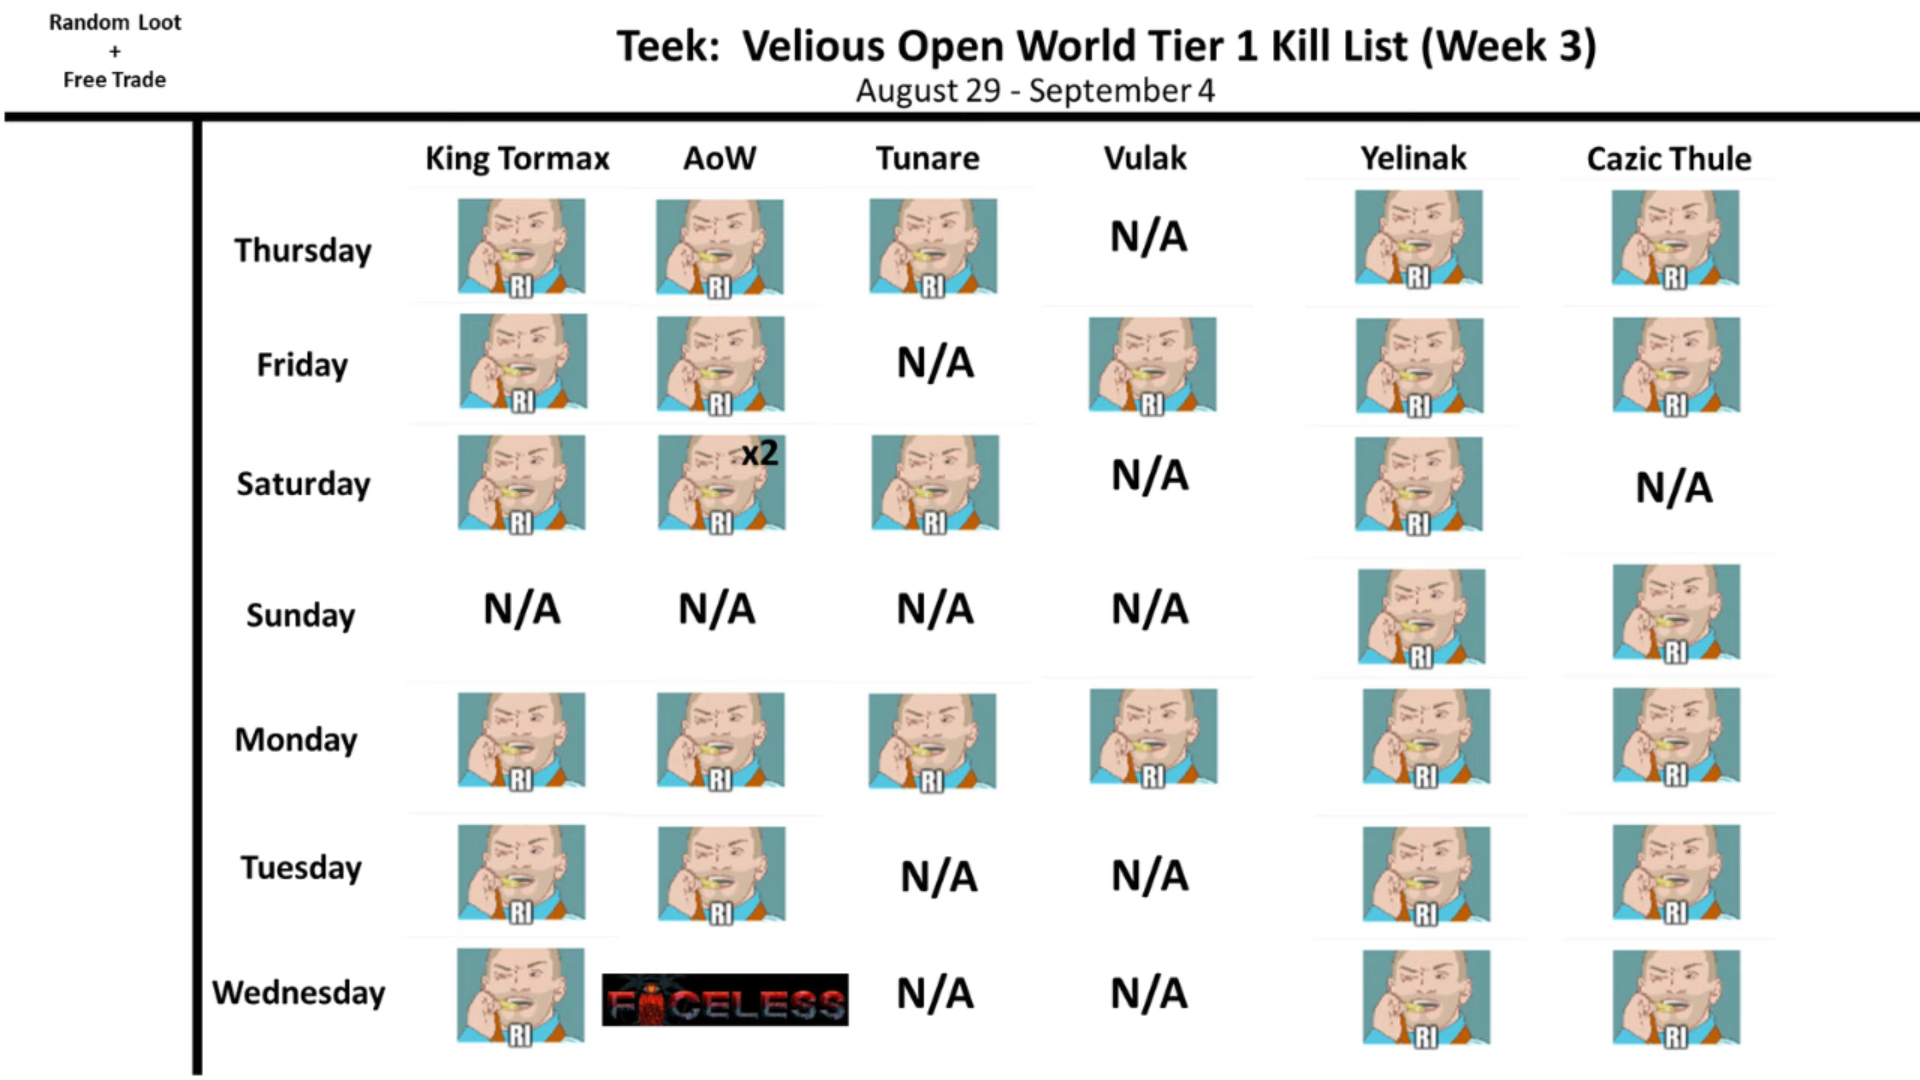 Random Loot
+
Free Trade
Teek: Velious Open World Tier 1 Kill List (Week 3)
August 29 - September 4
King Tormax AoW Tunare Vulak Yelinak Cazic Thule
Thursday RI RI RI N/A RI RI
Friday RI RI N/A RI RI RI
Saturday RI x2 RI RI N/A RI N/A
Sunday N/A N/A N/A N/A RI RI
Monday RI RI RI RI RI RI
Tuesday RI RI N/A N/A RI RI
Wednesday RI FACELESS N/A N/A RI RI